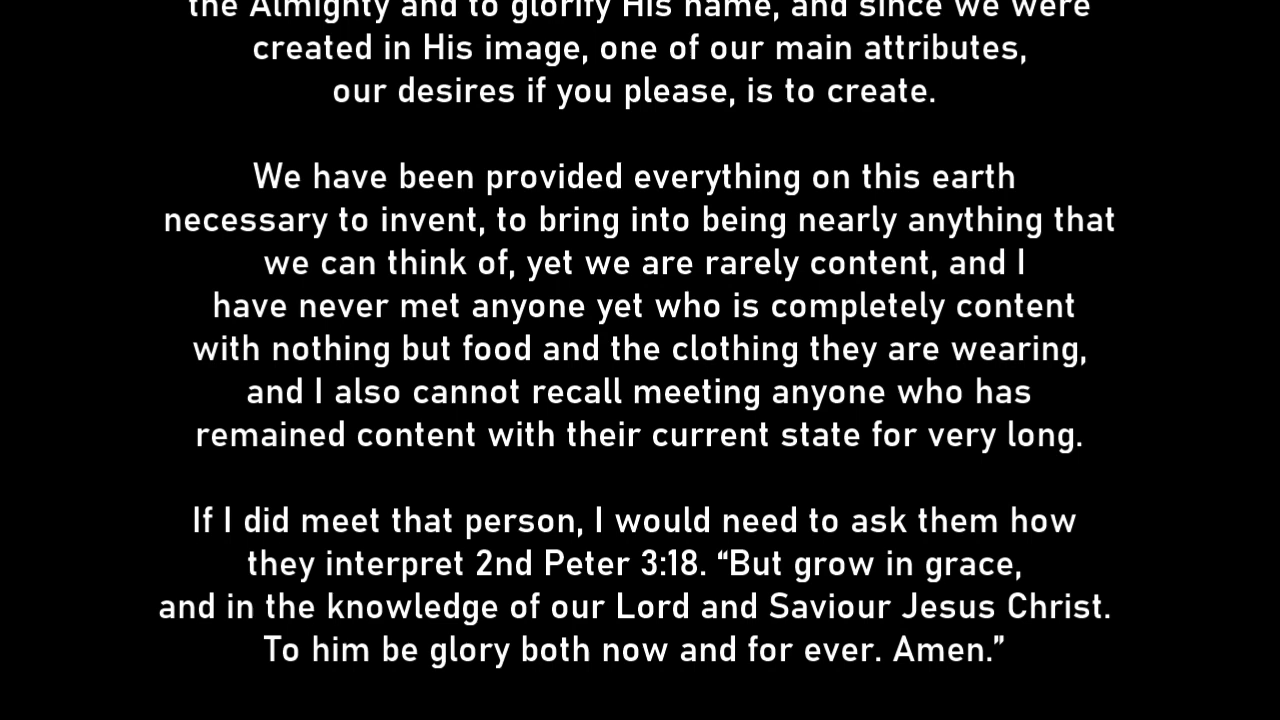 the Almighty and to glorify His name, and since we were
created in His image, one of our main attributes,
our desires if you please, is to create.
We have been provided everything on this earth
necessary to invent, to bring into being nearly anything that
we can think of, yet we are rarely content, and I
have never met anyone yet who is completely content
with nothing but food and the clothing they are wearing,
and I also cannot recall meeting anyone who has
remained content with their current state for very long.
If I did meet that person, I would need to ask them how
they interpret 2nd Peter 3:18. “But grow in grace,
and in the knowledge of our Lord and Saviour Jesus Christ.
To him be glory both now and for ever. Amen.”